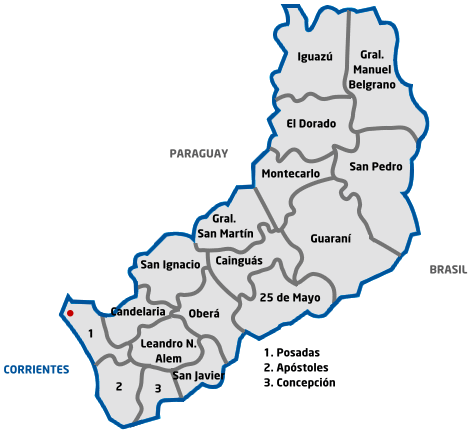 Iguazú
Gral.
Manuel
Belgrano
El Dorado
PARAGUAY
Montecarlo
San Pedro
Gral.
San Martín
Guaraní
San Ignacio
Cainguás
BRASIL
25 de Mayo
Candelaria
Oberá
1
Leandro N.
Alem
1. Posadas
2. Apóstoles
3. Concepción
CORRIENTES
San Javier
2
3